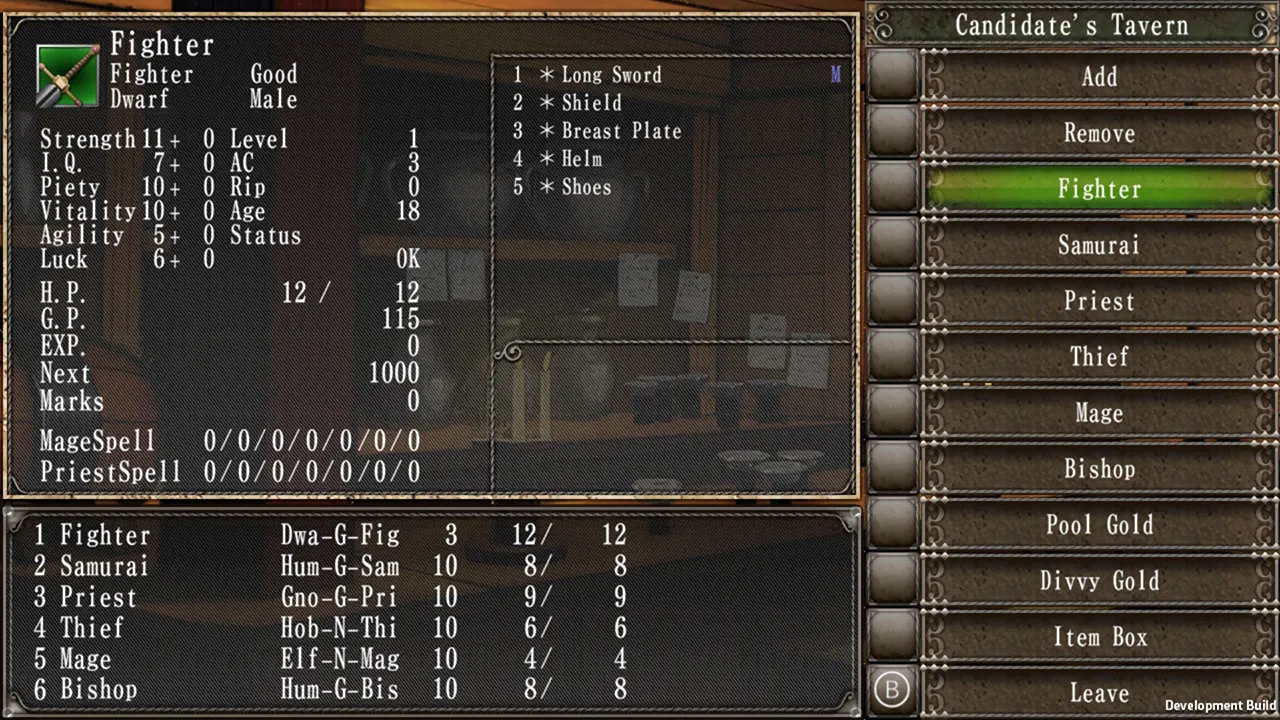 Fighter
Fighter Good
Dwarf Male
Strength 11+ 0 Level 1
I.Q. 7+ 0 AC 3
Piety 10+ 0 Rip 0
Vitality 10+ 0 Age 18
Agility 5+ 0 Status
Luck 6+ 0 OK
H.P. 12/ 12
G.P. 115
EXP. 0
Next 1000
Marks 0
MageSpell 0/0/0/0/0/0/0
PriestSpell 0/0/0/0/0/0/0
1 *Long Sword M
2 *Shield
3 *Breast Plate
4 *Helm
5 *Shoes
1 Fighter Dwa-G-Fig 3 12/ 12
2 Samurai Hum-G-Sam 10 8/ 8
3 Priest Gno-G-Pri 10 9/ 9
4 Thief Hob-N-Thi 10 6/ 6
5 Mage Elf-N-Mag 10 4/ 4
6 Bishop Hum-G-Bis 10 8/ 8
Candidate's Tavern
Add
Remove
Fighter
Samurai
Priest
Thief
Mage
Bishop
Pool Gold
Divvy Gold
Item Box
B Leave
Development Build